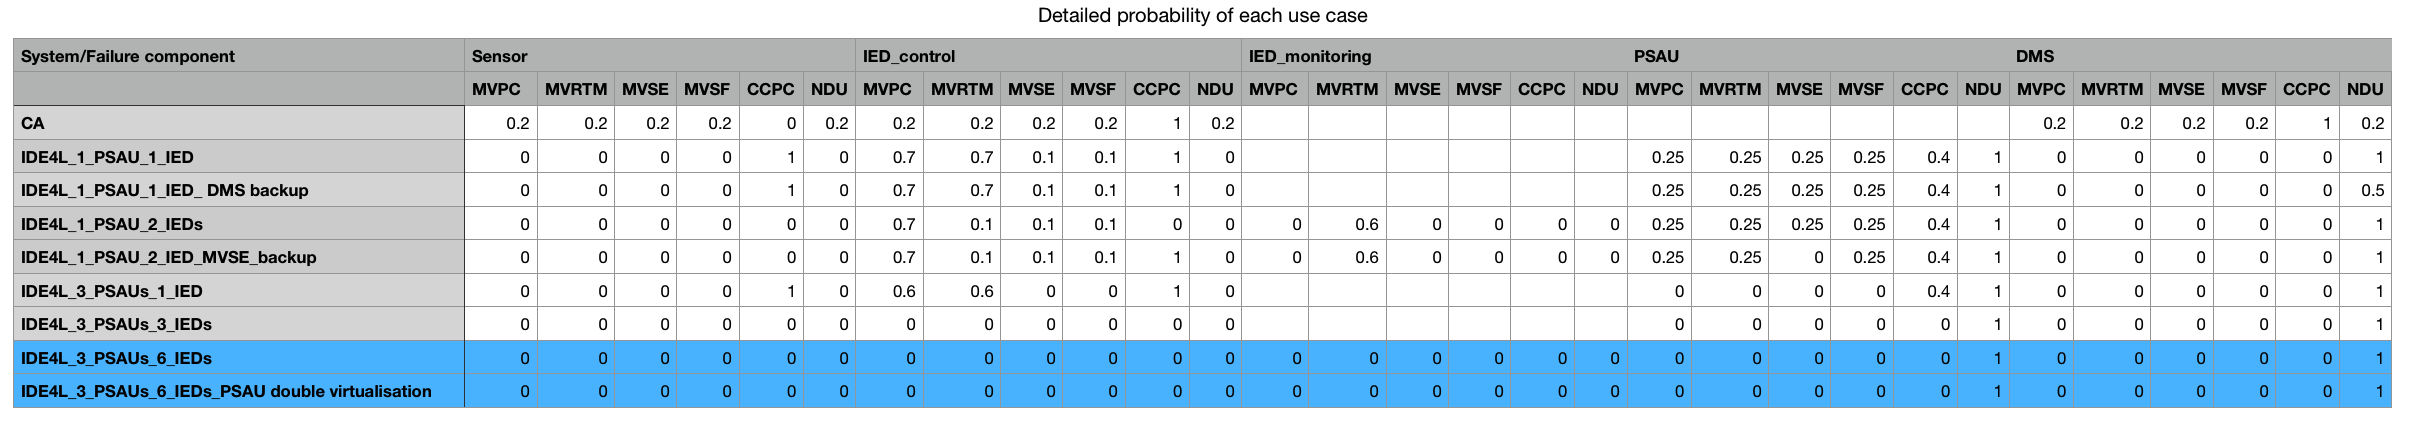 Detailed probability of each use case
System/Failure component Sensor IED_control IED_monitoring PSAU DMS
MVPC MVRTM MVSE MVSF CCPC NDU MVPC MVRTM MVSE MVSF CCPC NDU MVPC MVRTM MVSE MVSF CCPC NDU MVPC MVRTM MVSE MVSF CCPC NDU MVPC MVRTM MVSE MVSF CCPC NDU
CA 0.2 0.2 0.2 0.2 0 0.2 0.2 0.2 0.2 0.2 1 0.2 0.2 0.2 0.2 0.2 1 0.2
IDE4L_1_PSAU_1_IED 0 0 0 0 1 0 0.7 0.7 0.1 0.1 1 0 0.25 0.25 0.25 0.25 0.4 1 0 0 0 0 0 1
IDE4L_1_PSAU_1_IED_ DMS backup 0 0 0 0 1 0 0.7 0.7 0.1 0.1 1 0 0.25 0.25 0.25 0.25 0.4 1 0 0 0 0 0 0.5
IDE4L_1_PSAU_2_IEDs 0 0 0 0 0 0 0.7 0.1 0.1 0.1 0 0 0 0.6 0 0 0 0 0.25 0.25 0.25 0.25 0.4 1 0 0 0 0 0 1
IDE4L_1_PSAU_2_IED_MVSE_backup 0 0 0 0 0 0 0.7 0.1 0.1 0.1 1 0 0 0.6 0 0 0 0 0.25 0.25 0 0.25 0.4 1 0 0 0 0 0 1
IDE4L_3_PSAUs_1_IED 0 0 0 0 1 0 0.6 0.6 0 0 1 0 0 0 0 0 0.4 1 0 0 0 0 0 1
IDE4L_3_PSAUs_3_IEDs 0 0 0 0 0 0 0 0 0 0 0 0 0 0 0 0 0 1 0 0 0 0 0 1
IDE4L_3_PSAUs_6_IEDs 0 0 0 0 0 0 0 0 0 0 0 0 0 0 0 0 0 0 0 0 0 0 0 1 0 0 0 0 0 1
IDE4L_3_PSAUs_6_IEDs_PSAU double virtualisation 0 0 0 0 0 0 0 0 0 0 0 0 0 0 0 0 0 0 0 0 0 0 0 1 0 0 0 0 0 1